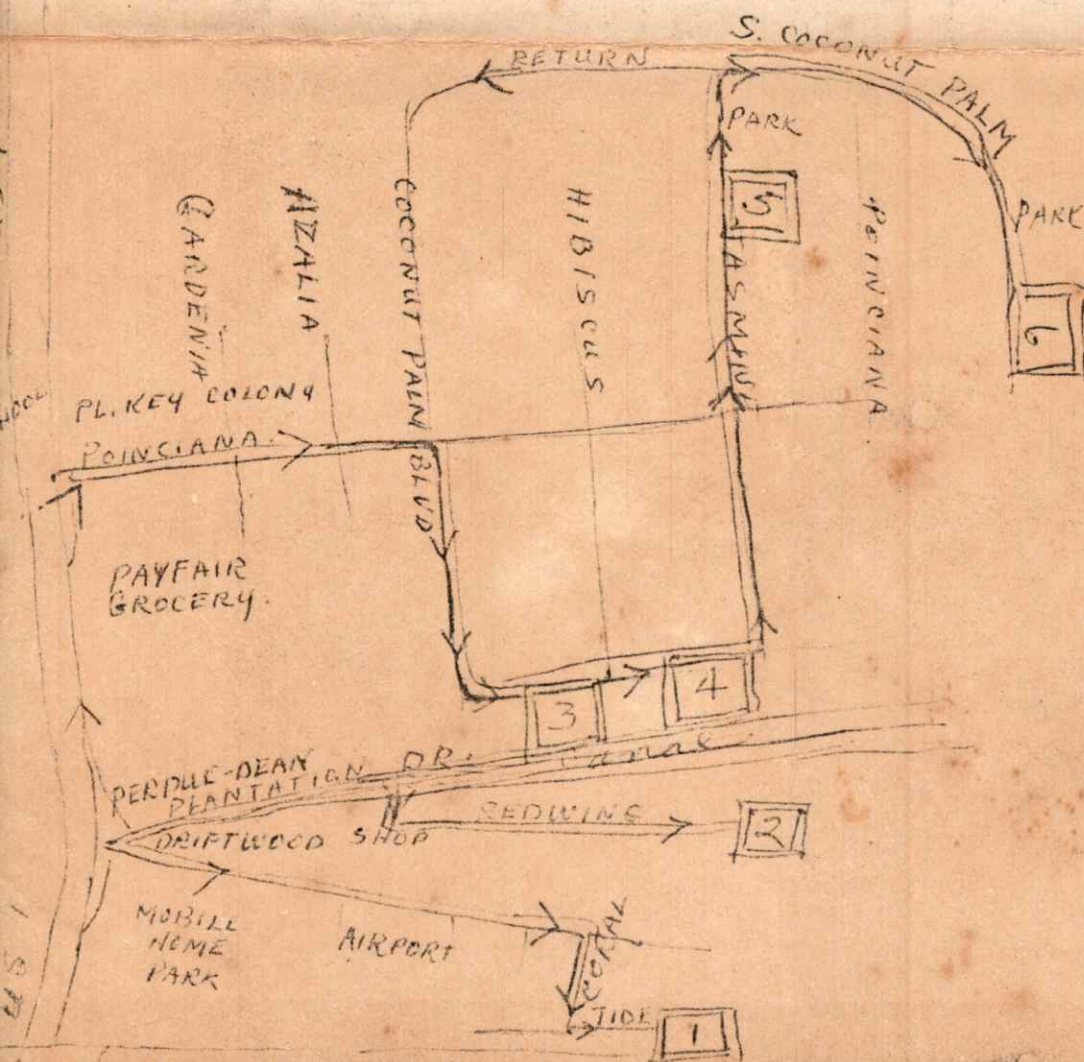 S. COCONUT PALM
RETURN
PARK
5
PARK
6
GARDENIA
AZALIA
COCONUT PALM BLVD
HIBISCUS
JASMINE
POINCIANA
PL. KEY COLONY
POINCIANA.
PAYFAIR
GROCERY.
3
4
PERDUE-DEAN
PLANTATION DR.
Canal
DRIFTWOOD SHOP
REDWING
2
MOBILL
HOME
PARK
AIRPORT
CORAL
TIDE
1
US 1